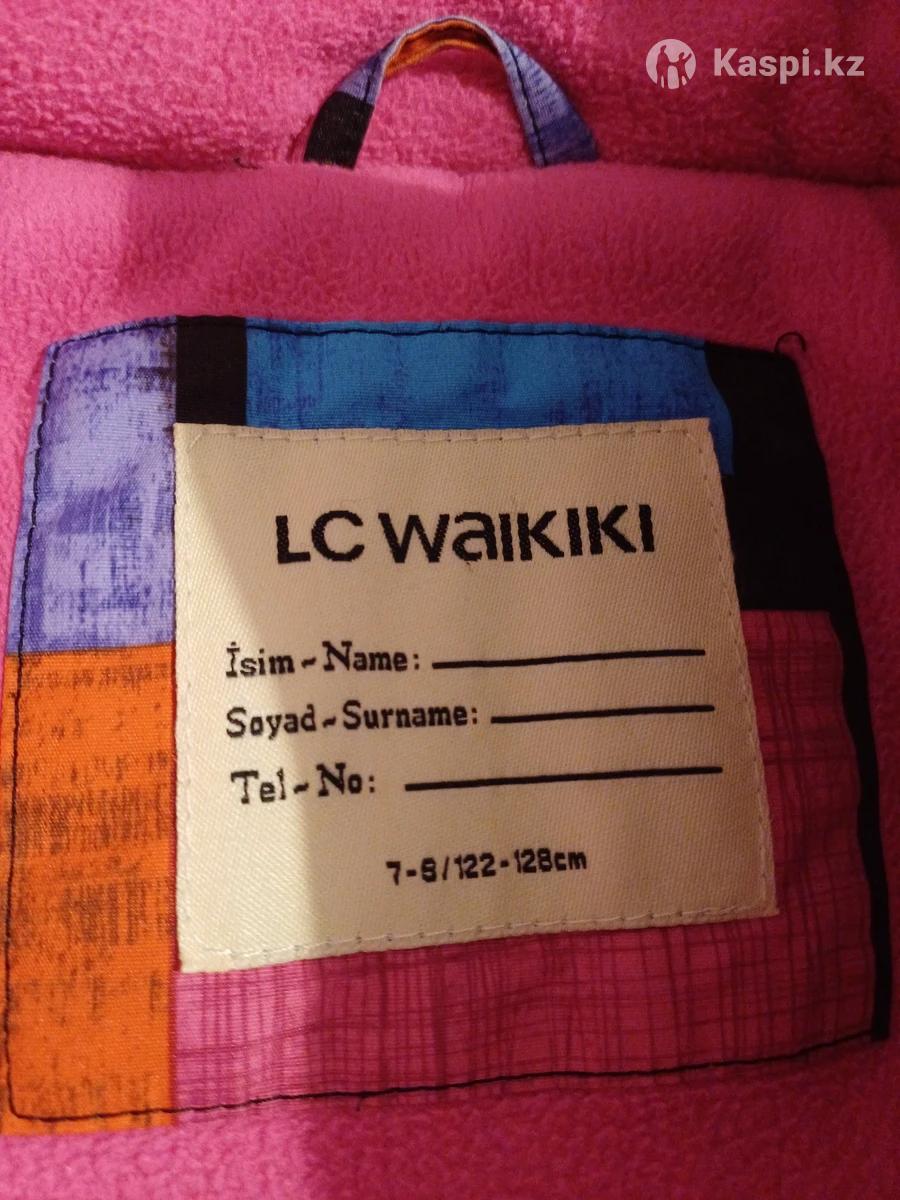 Kaspi.kz
LC WAIKIKI
İsim~Name:
Soyad~Surname:
Tel~No:
7-8/122-128cm